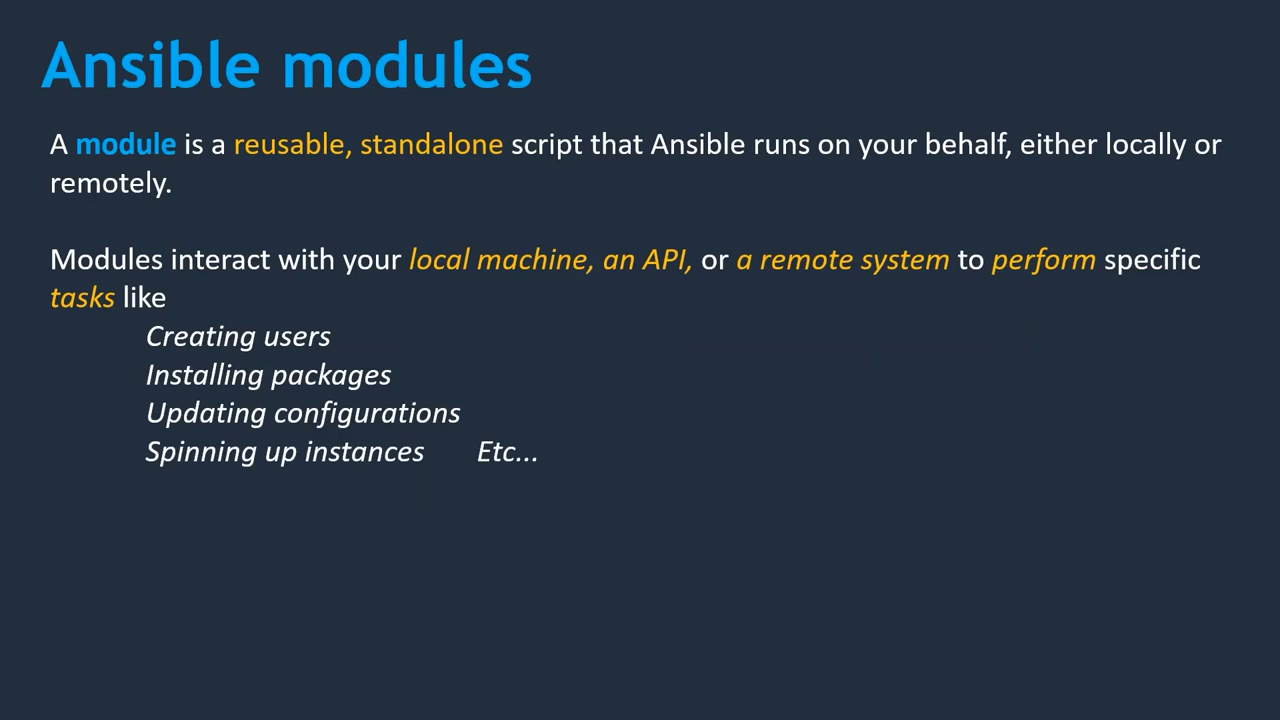 Ansible modules
A module is a reusable, standalone script that Ansible runs on your behalf, either locally or
remotely.
Modules interact with your local machine, an API, or a remote system to perform specific
tasks like
Creating users
Installing packages
Updating configurations
Spinning up instances Etc...